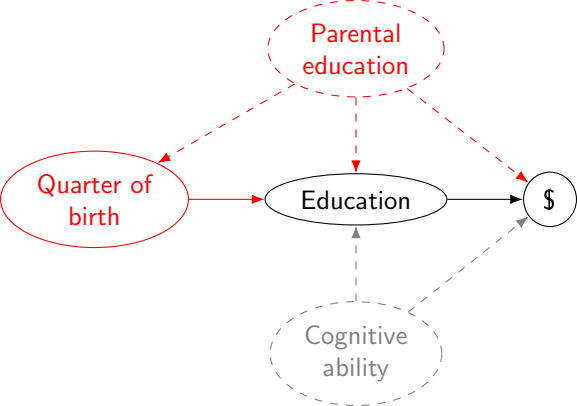 Parental
education
Quarter of
birth
Education
$
Cognitive
ability